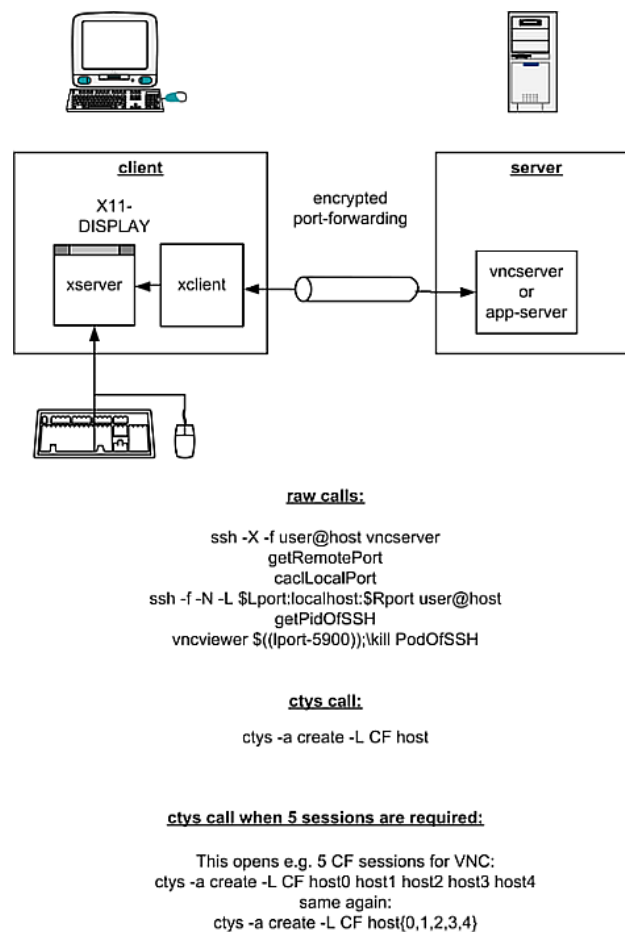 client
server
X11-
DISPLAY
encrypted
port-forwarding
xserver
xclient
vncserver
or
app-server
raw calls:
ssh -X -f user@host vncserver
getRemotePort
caclLocalPort
ssh -f -N -L $Lport:localhost:$Rport user@host
getPidOfSSH
vncviewer $((lport-5900));\kill PodOfSSH
ctys call:
ctys -a create -L CF host
ctys call when 5 sessions are required:
This opens e.g. 5 CF sessions for VNC:
ctys -a create -L CF host0 host1 host2 host3 host4
same again:
ctys -a create -L CF host{0,1,2,3,4}